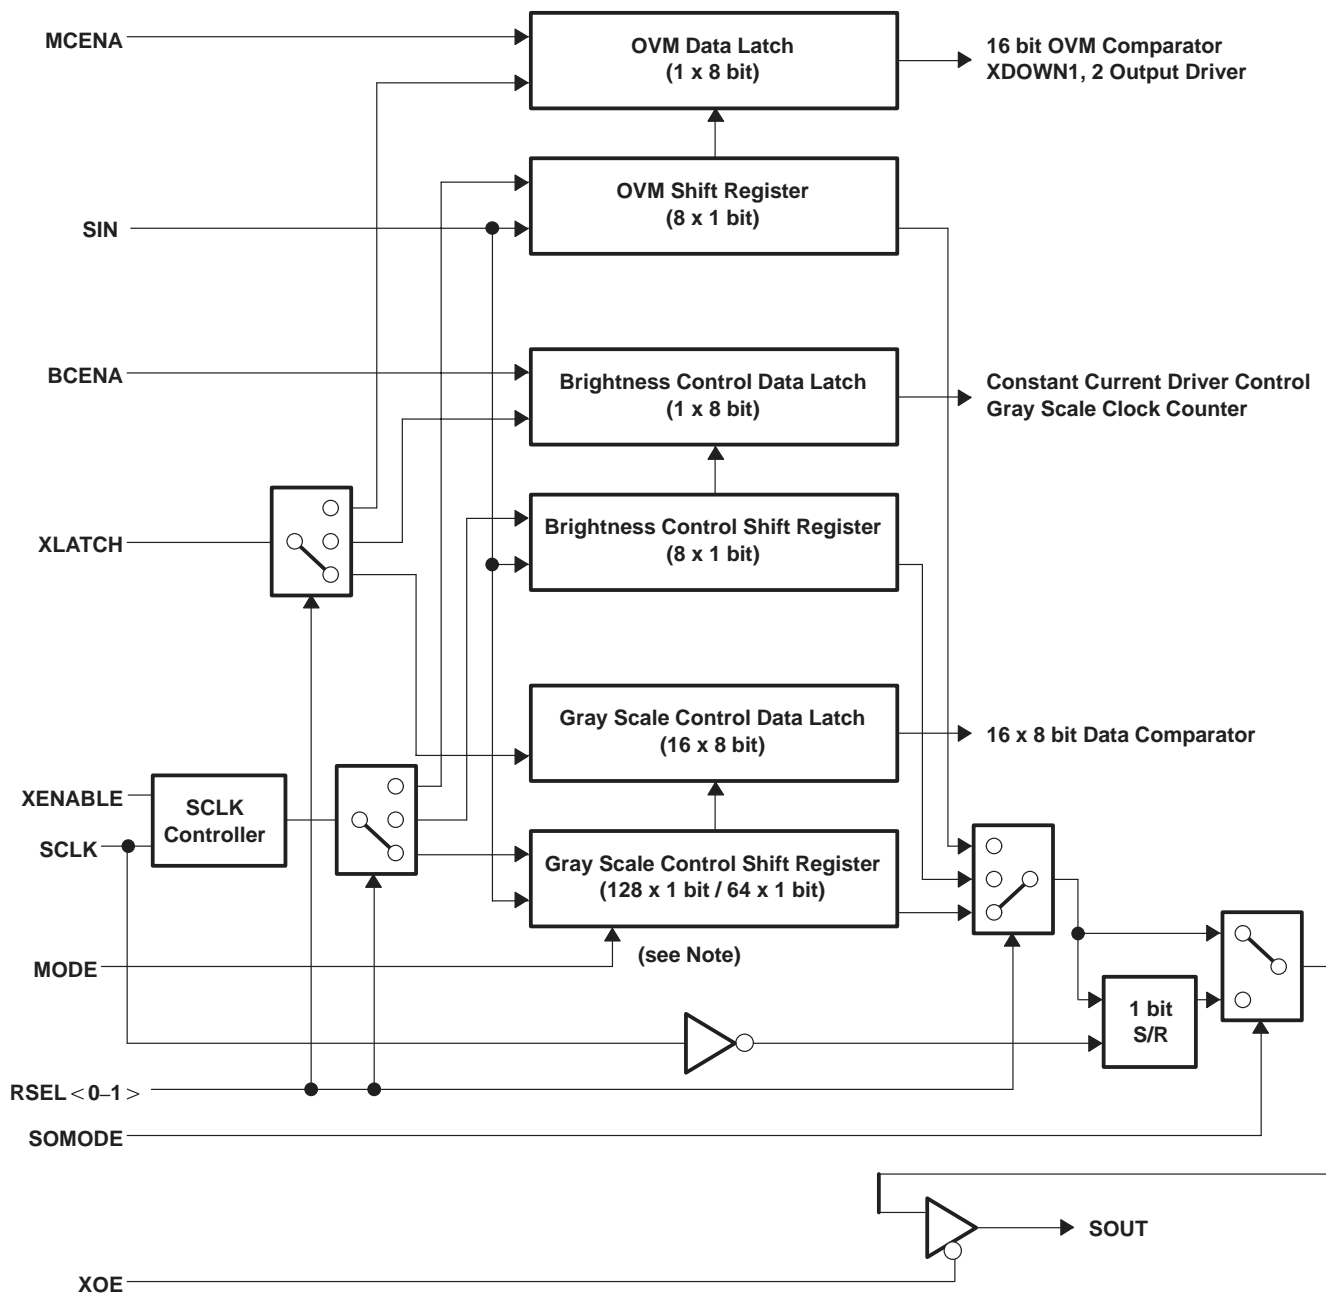 MCENA
OVM Data Latch
(1 x 8 bit)
16 bit OVM Comparator
XDOWN1, 2 Output Driver
SIN
OVM Shift Register
(8 x 1 bit)
BCENA
Brightness Control Data Latch
(1 x 8 bit)
Constant Current Driver Control
Gray Scale Clock Counter
XLATCH
Brightness Control Shift Register
(8 x 1 bit)
Gray Scale Control Data Latch
(16 x 8 bit)
16 x 8 bit Data Comparator
XENABLE
SCLK
SCLK
Controller
Gray Scale Control Shift Register
(128 x 1 bit / 64 x 1 bit)
MODE
(see Note)
1 bit
S/R
RSEL<0–1>
SOMODE
SOUT
XOE